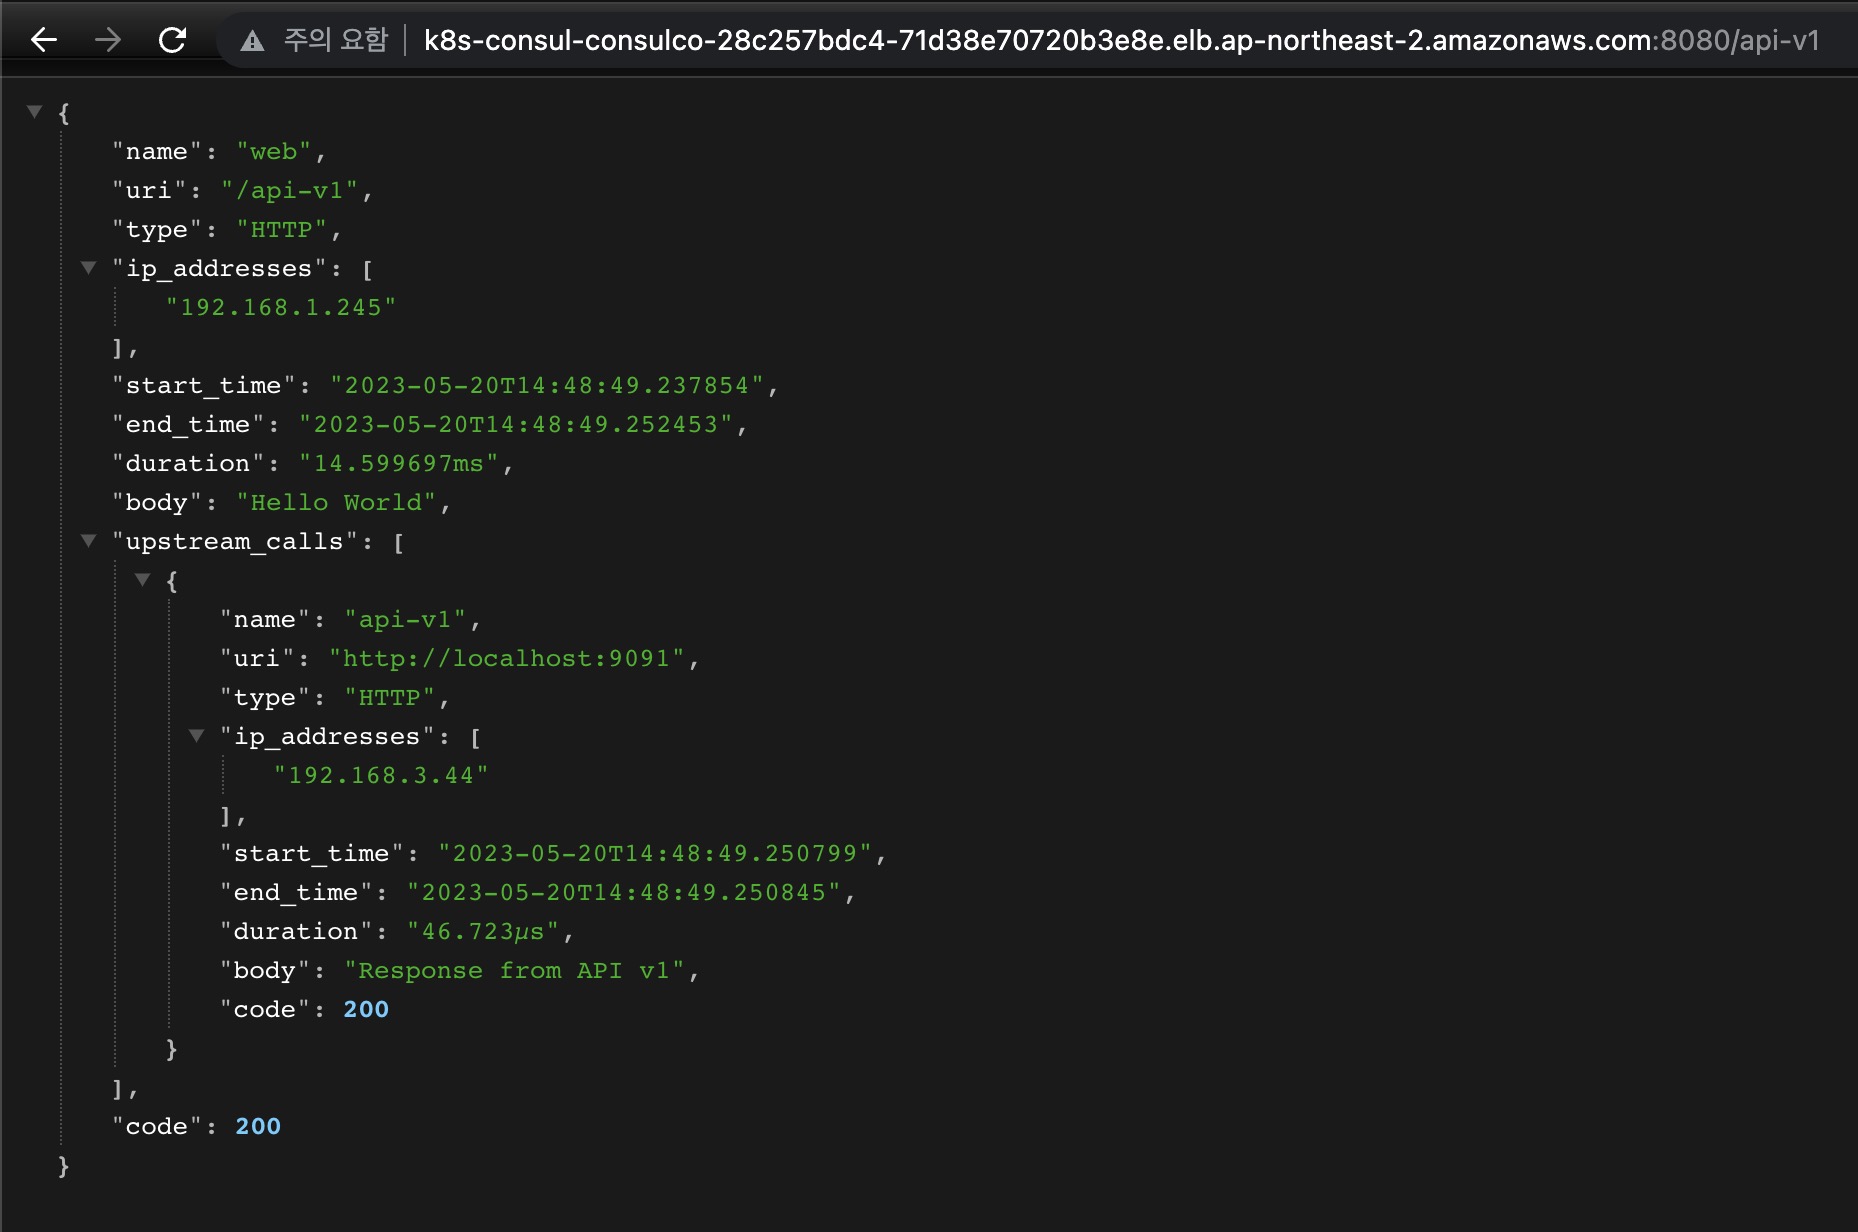 주의 요함 k8s-consul-consulco-28c257bdc4-71d38e70720b3e8e.elb.ap-northeast-2.amazonaws.com:8080/api-v1
{
"name": "web",
"uri": "/api-v1",
"type": "HTTP",
"ip_addresses": [
"192.168.1.245"
],
"start_time": "2023-05-20T14:48:49.237854",
"end_time": "2023-05-20T14:48:49.252453",
"duration": "14.599697ms",
"body": "Hello World",
"upstream_calls": [
{
"name": "api-v1",
"uri": "http://localhost:9091",
"type": "HTTP",
"ip_addresses": [
"192.168.3.44"
],
"start_time": "2023-05-20T14:48:49.250799",
"end_time": "2023-05-20T14:48:49.250845",
"duration": "46.723µs",
"body": "Response from API v1",
"code": 200
}
],
"code": 200
}